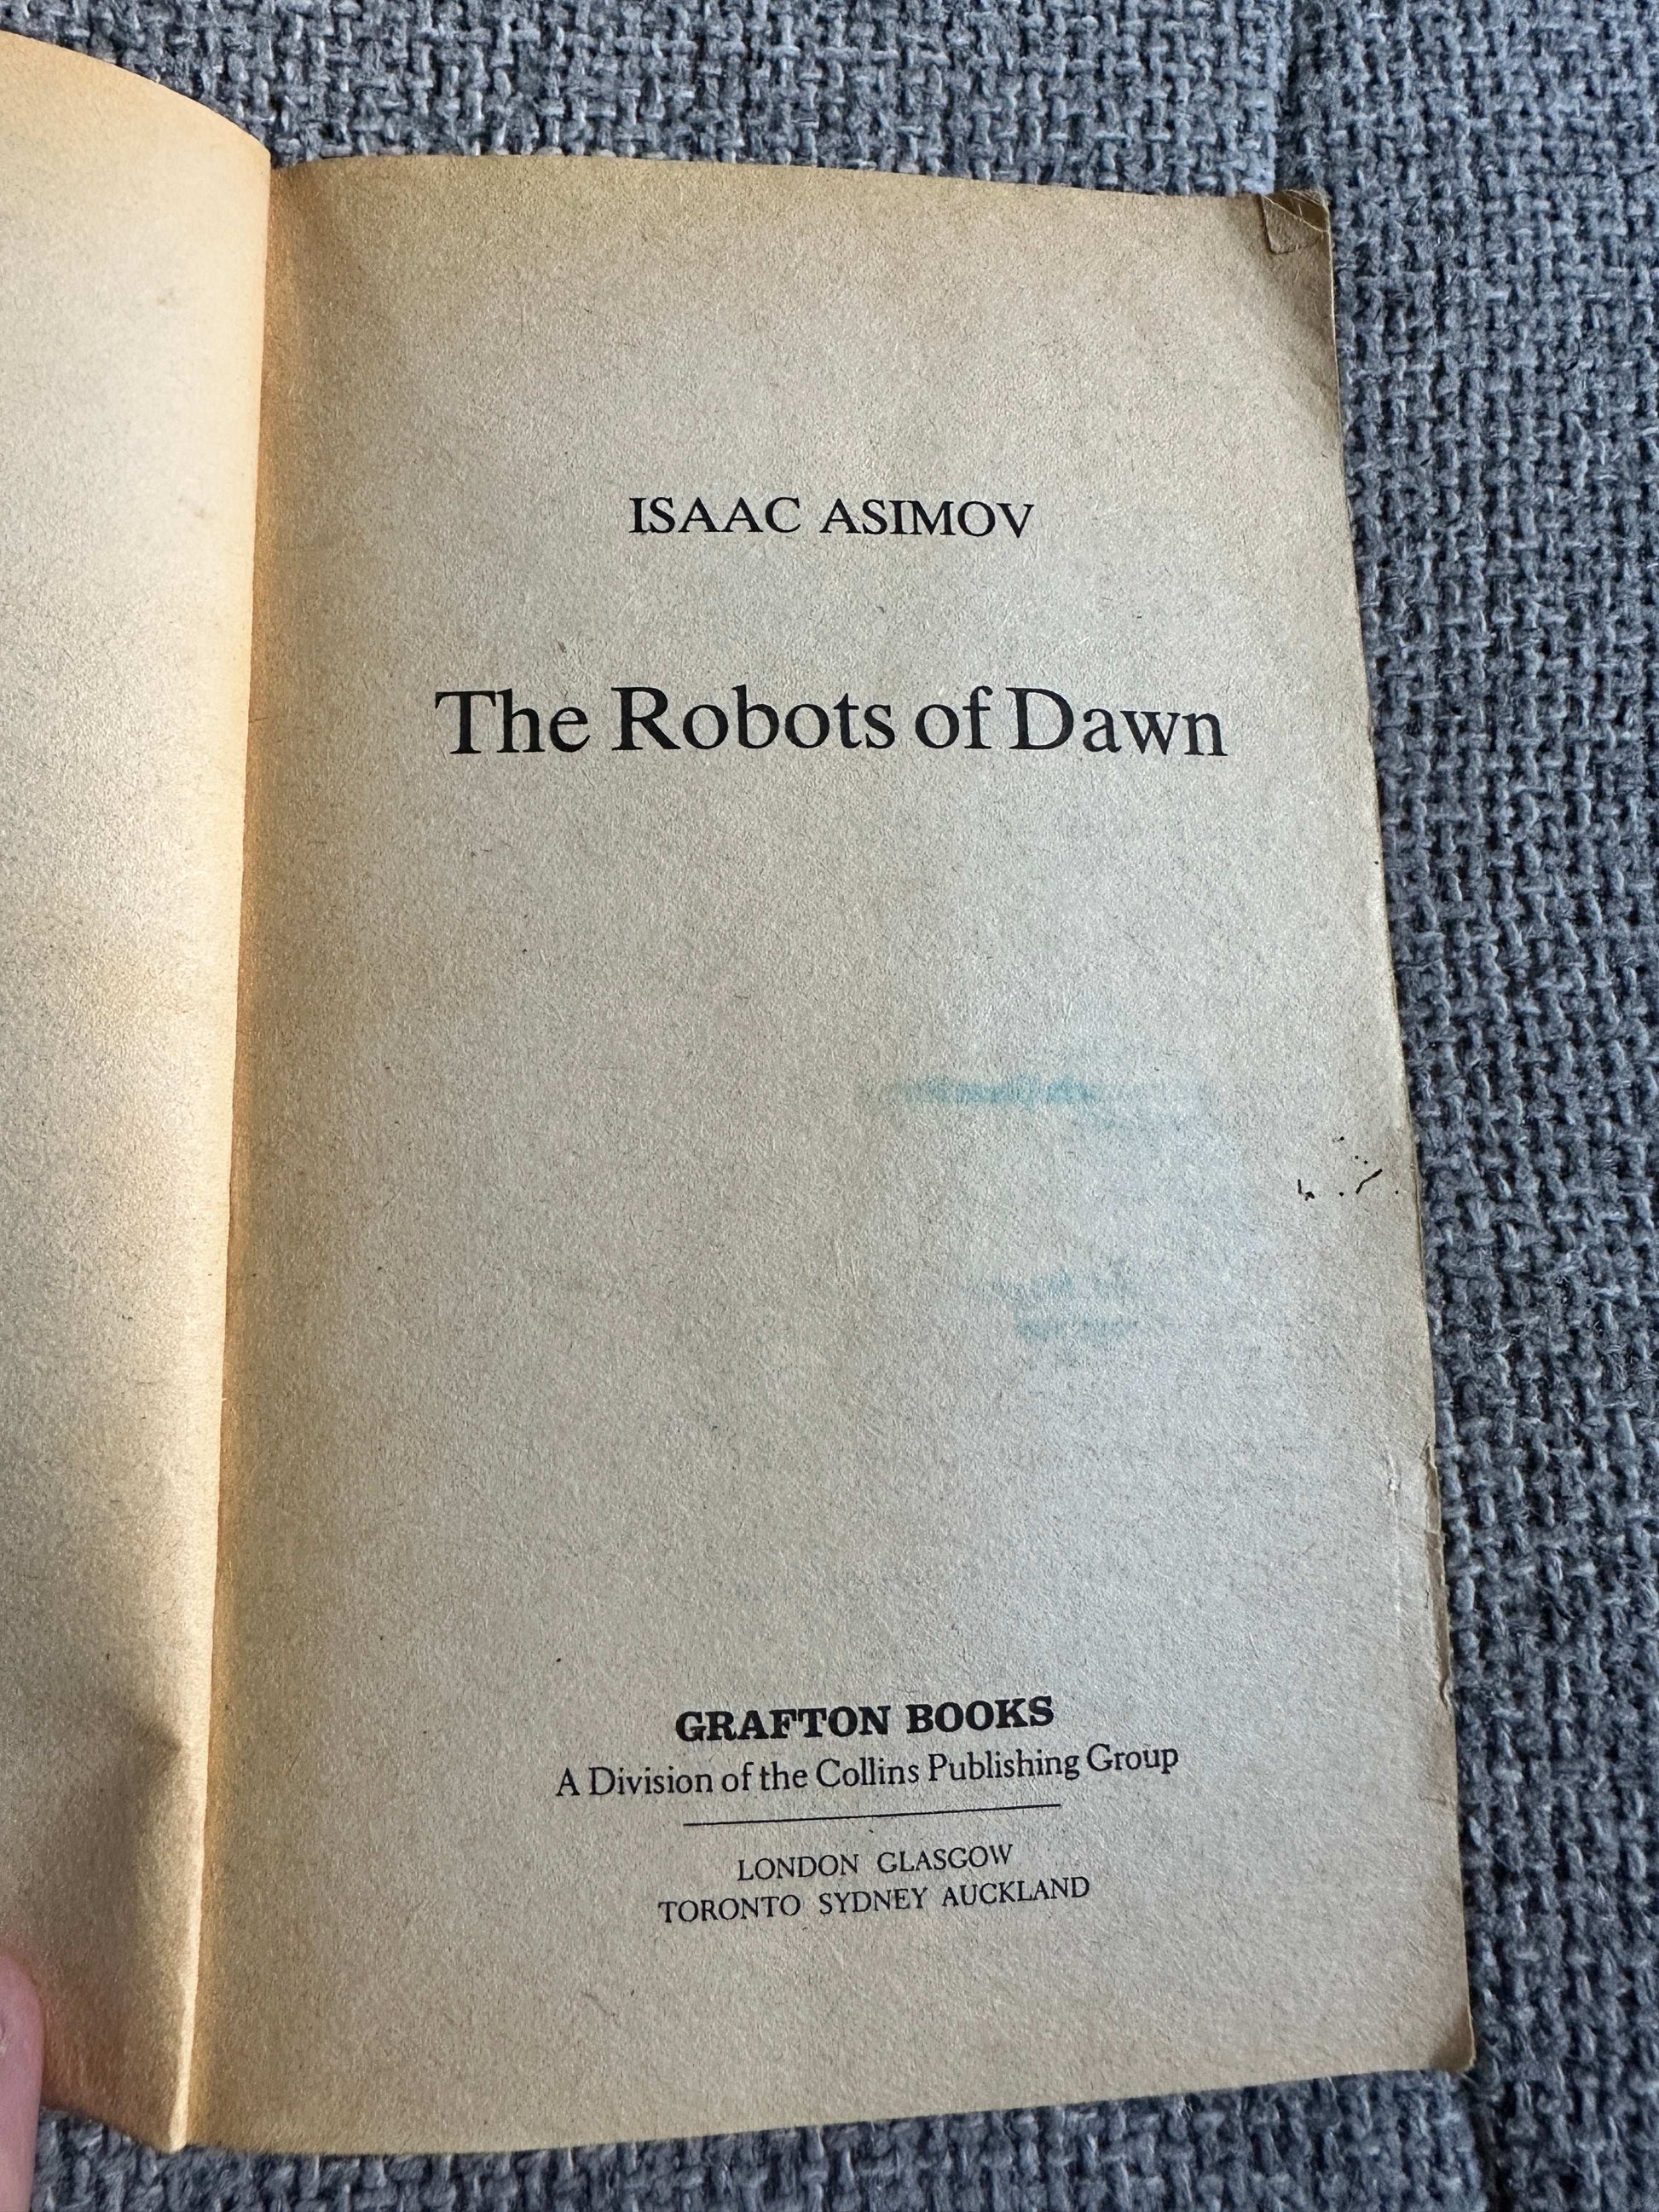 ISAAC ASIMOV
The Robots of Dawn
GRAFTON BOOKS
A Division of the Collins Publishing Group
LONDON GLASGOW
TORONTO SYDNEY AUCKLAND